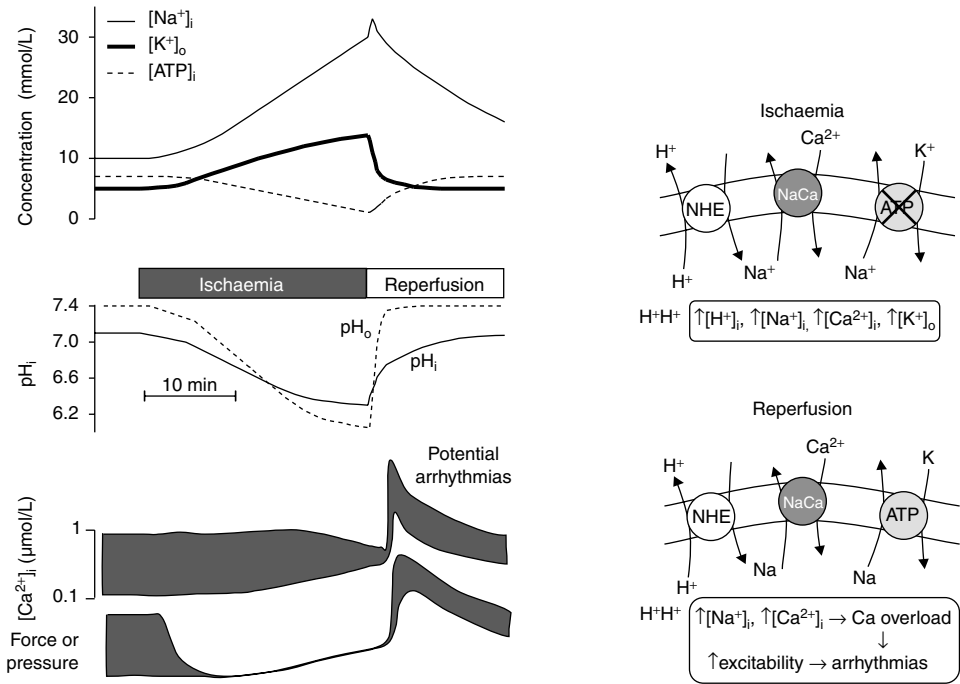 [Na⁺]ᵢ
[K⁺]ₒ
[ATP]ᵢ
Concentration (mmol/L)
30
20
10
0
Ischaemia
Reperfusion
7.4
7.0
6.6
6.2
pHᵢ
pHₒ
pHᵢ
10 min
Potential
arrhythmias
[Ca²⁺]ᵢ (μmol/L)
1
0.1
Force or
pressure
Ischaemia
Ca²⁺
H⁺
K⁺
NHE
NaCa
ATP
Na⁺
Na⁺
H⁺
H⁺H⁺
↑[H⁺]ᵢ, ↑[Na⁺]ᵢ, ↑[Ca²⁺]ᵢ, ↑[K⁺]ₒ
Reperfusion
Ca²⁺
H⁺
K
NHE
NaCa
ATP
Na
Na
H⁺
H⁺H⁺
↑[Na⁺]ᵢ, ↑[Ca²⁺]ᵢ → Ca overload
↓
↑excitability → arrhythmias